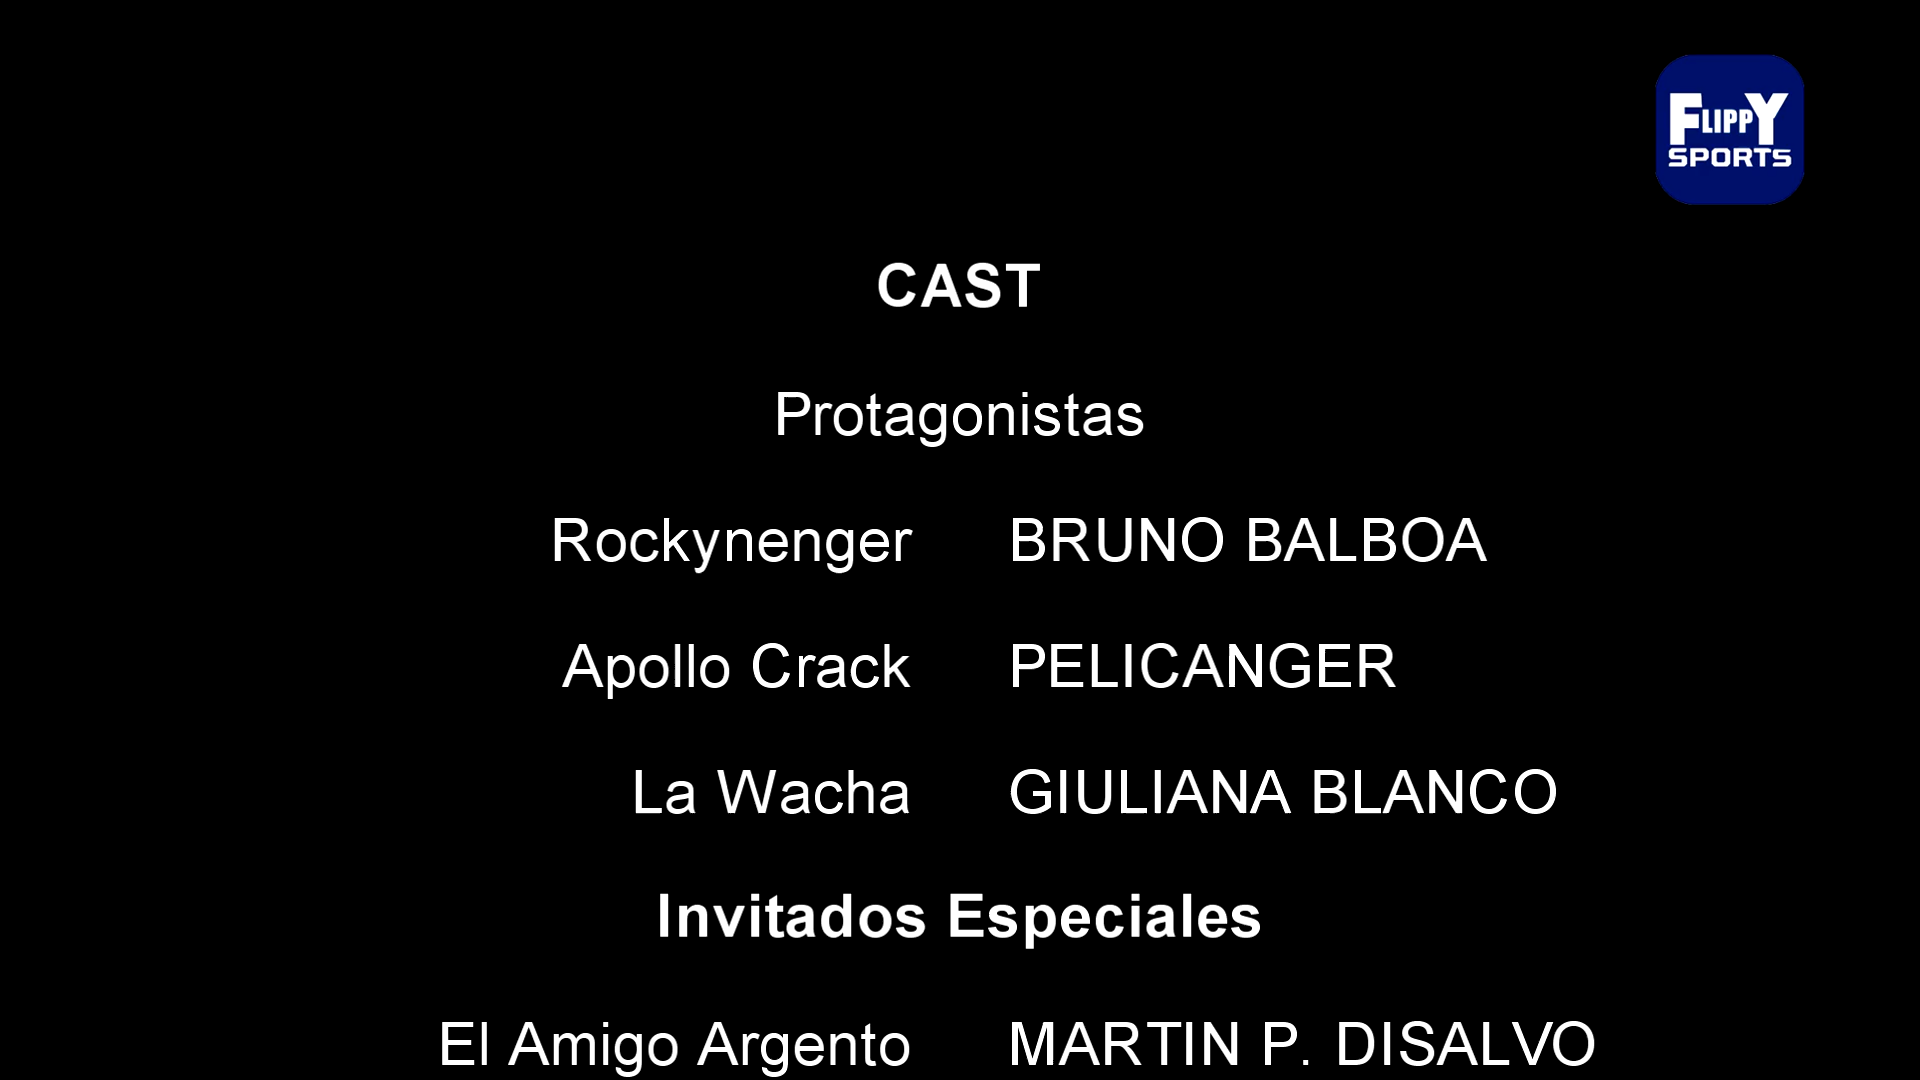 FLIPPY
SPORTS
CAST
Protagonistas
Rockynenger BRUNO BALBOA
Apollo Crack PELICANGER
La Wacha GIULIANA BLANCO
Invitados Especiales
El Amigo Argento MARTIN P. DISALVO